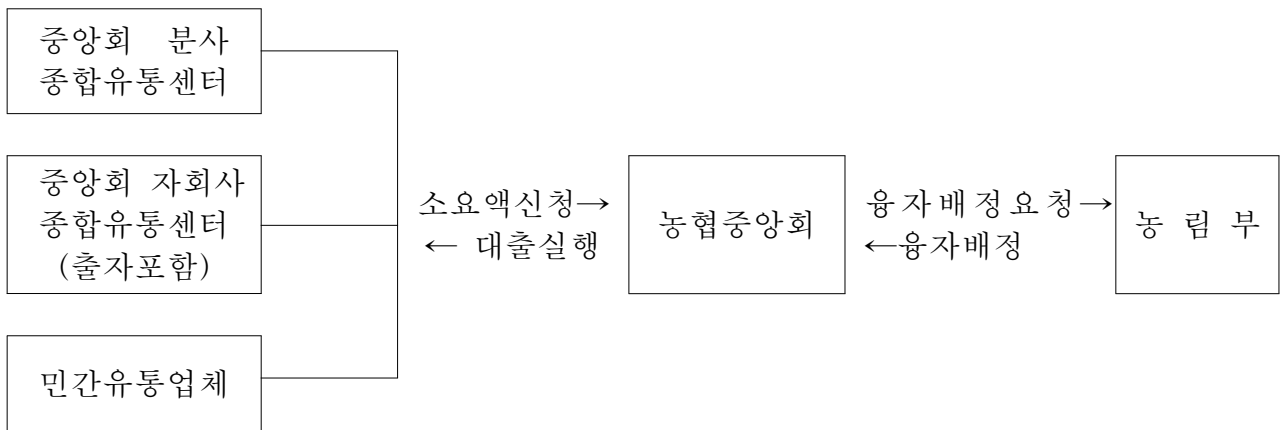 중앙회 분사
종합유통센터
중앙회 자회사
종합유통센터
(출자포함)
민간유통업체
소요액신청→
← 대출실행
농협중앙회
융자배정요청→
←융자배정
농 림 부